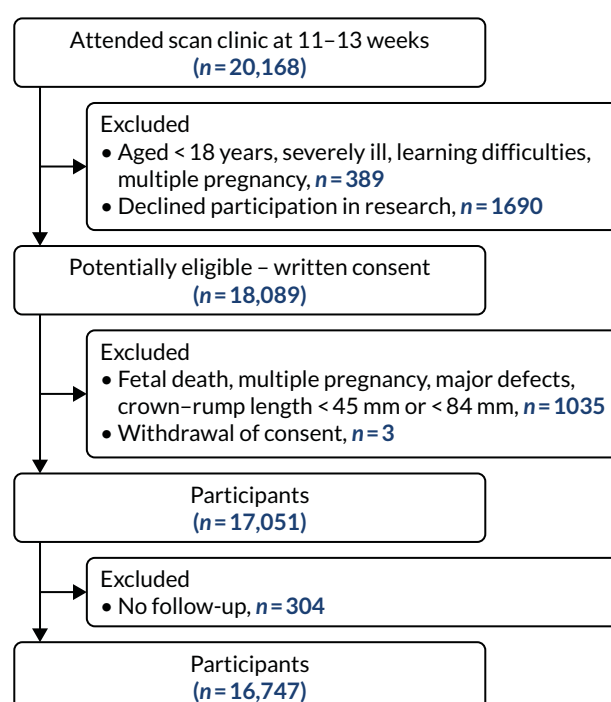 Attended scan clinic at 11–13 weeks
(n=20,168)
Excluded
• Aged < 18 years, severely ill, learning difficulties,
multiple pregnancy, n=389
• Declined participation in research, n=1690
Potentially eligible – written consent
(n=18,089)
Excluded
• Fetal death, multiple pregnancy, major defects,
crown–rump length < 45 mm or < 84 mm, n=1035
• Withdrawal of consent, n=3
Participants
(n=17,051)
Excluded
• No follow-up, n=304
Participants
(n=16,747)